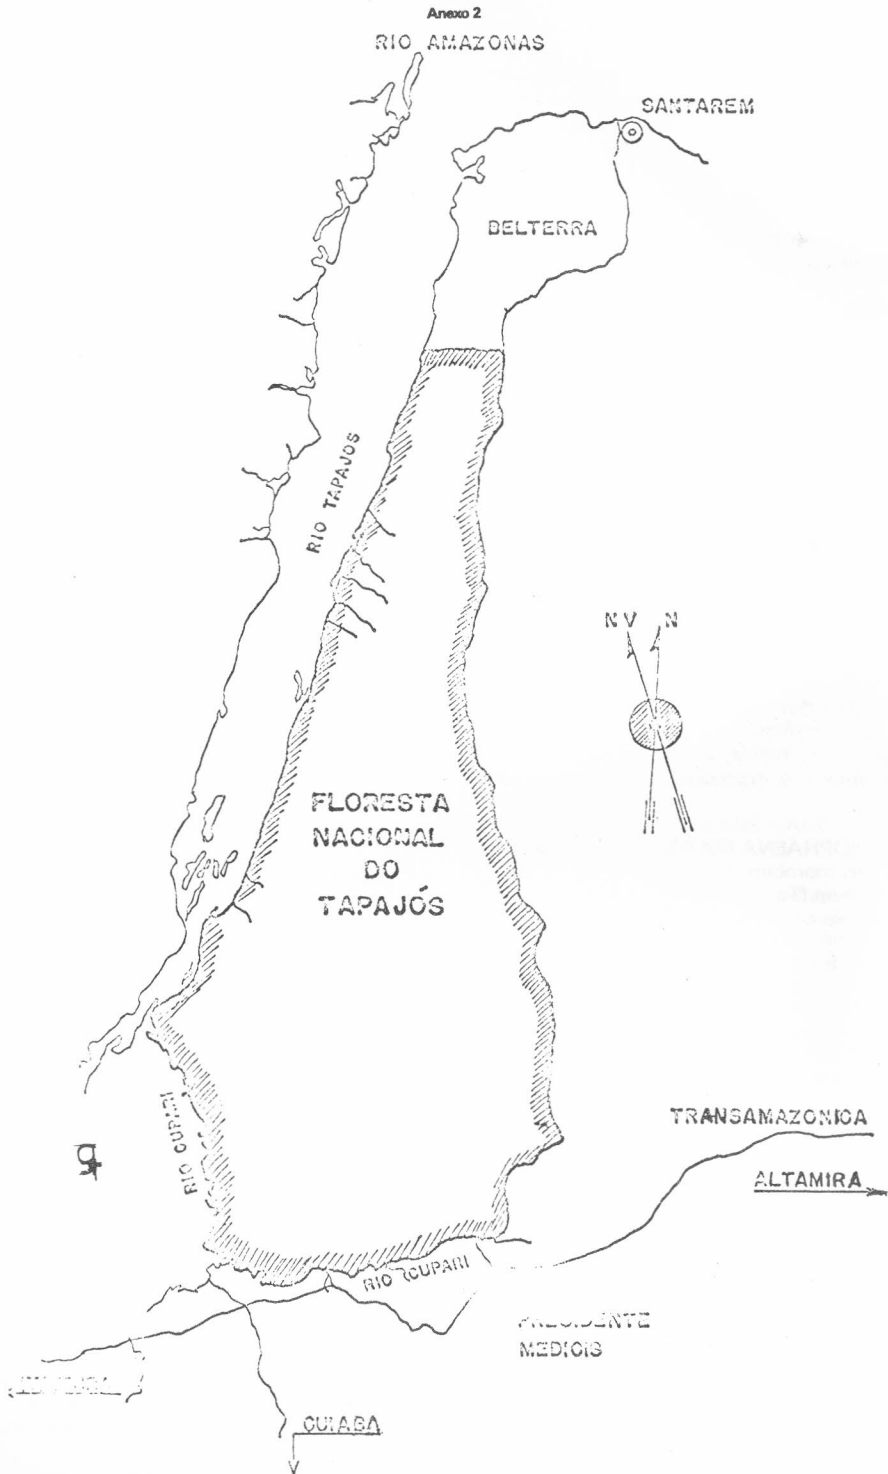 Anexo 2
RIO AMAZONAS
SANTAREM
BELTERRA
RIO TAPAJOS
NV N
FLORESTA
NACIONAL
DO
TAPAJÓS
RIO CUPARI
TRANSAMAZONICA
ALTAMIRA
RIO CUPARI
PRESIDENTE
MEDICIS
CUIABA